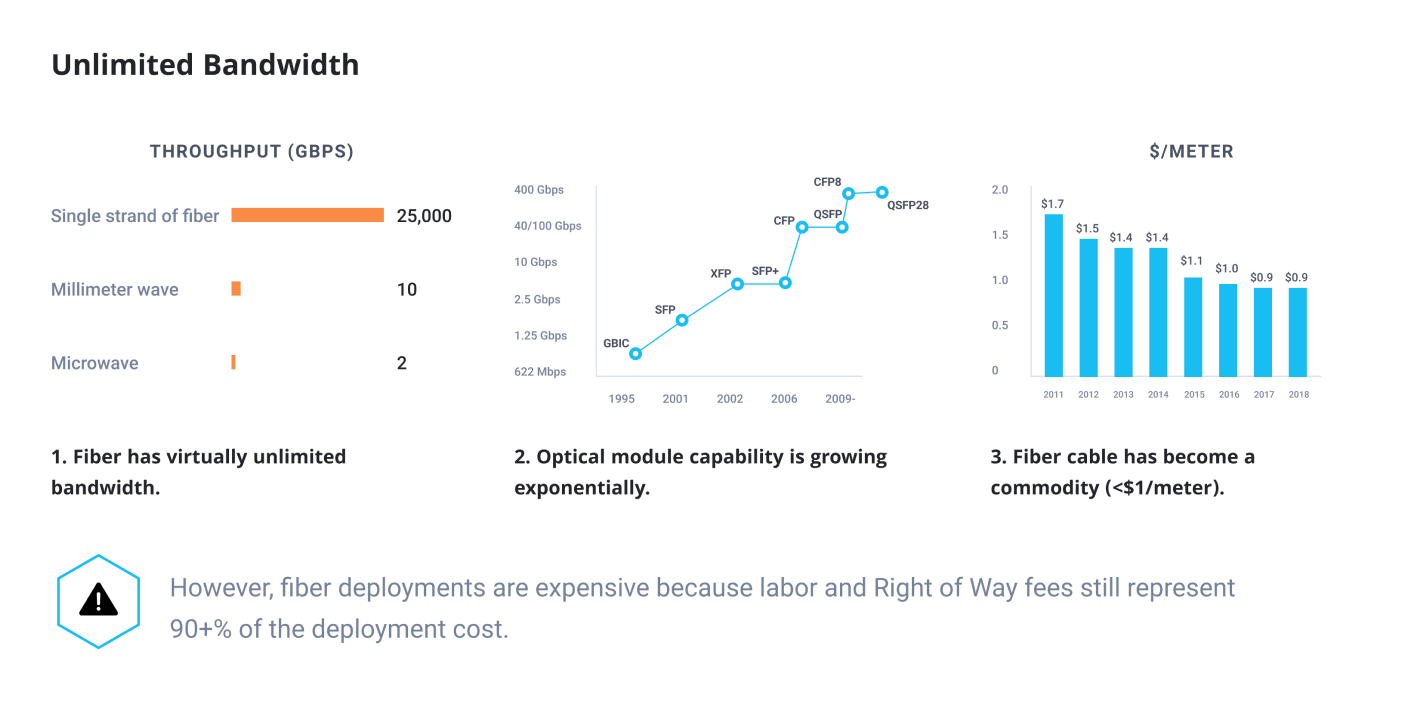 Unlimited Bandwidth
THROUGHPUT (GBPS)
Single strand of fiber 25,000
Millimeter wave 10
Microwave 2
1. Fiber has virtually unlimited
bandwidth.
400 Gbps
40/100 Gbps
10 Gbps
2.5 Gbps
1.25 Gbps
622 Mbps
GBIC
SFP
XFP
SFP+
CFP
QSFP
CFP8
QSFP28
1995 2001 2002 2006 2009-
2. Optical module capability is growing
exponentially.
$/METER
2.0
1.5
1.0
0.5
0
$1.7 $1.5 $1.4 $1.4 $1.1 $1.0 $0.9 $0.9
2011 2012 2013 2014 2015 2016 2017 2018
3. Fiber cable has become a
commodity (<$1/meter).
However, fiber deployments are expensive because labor and Right of Way fees still represent
90+% of the deployment cost.